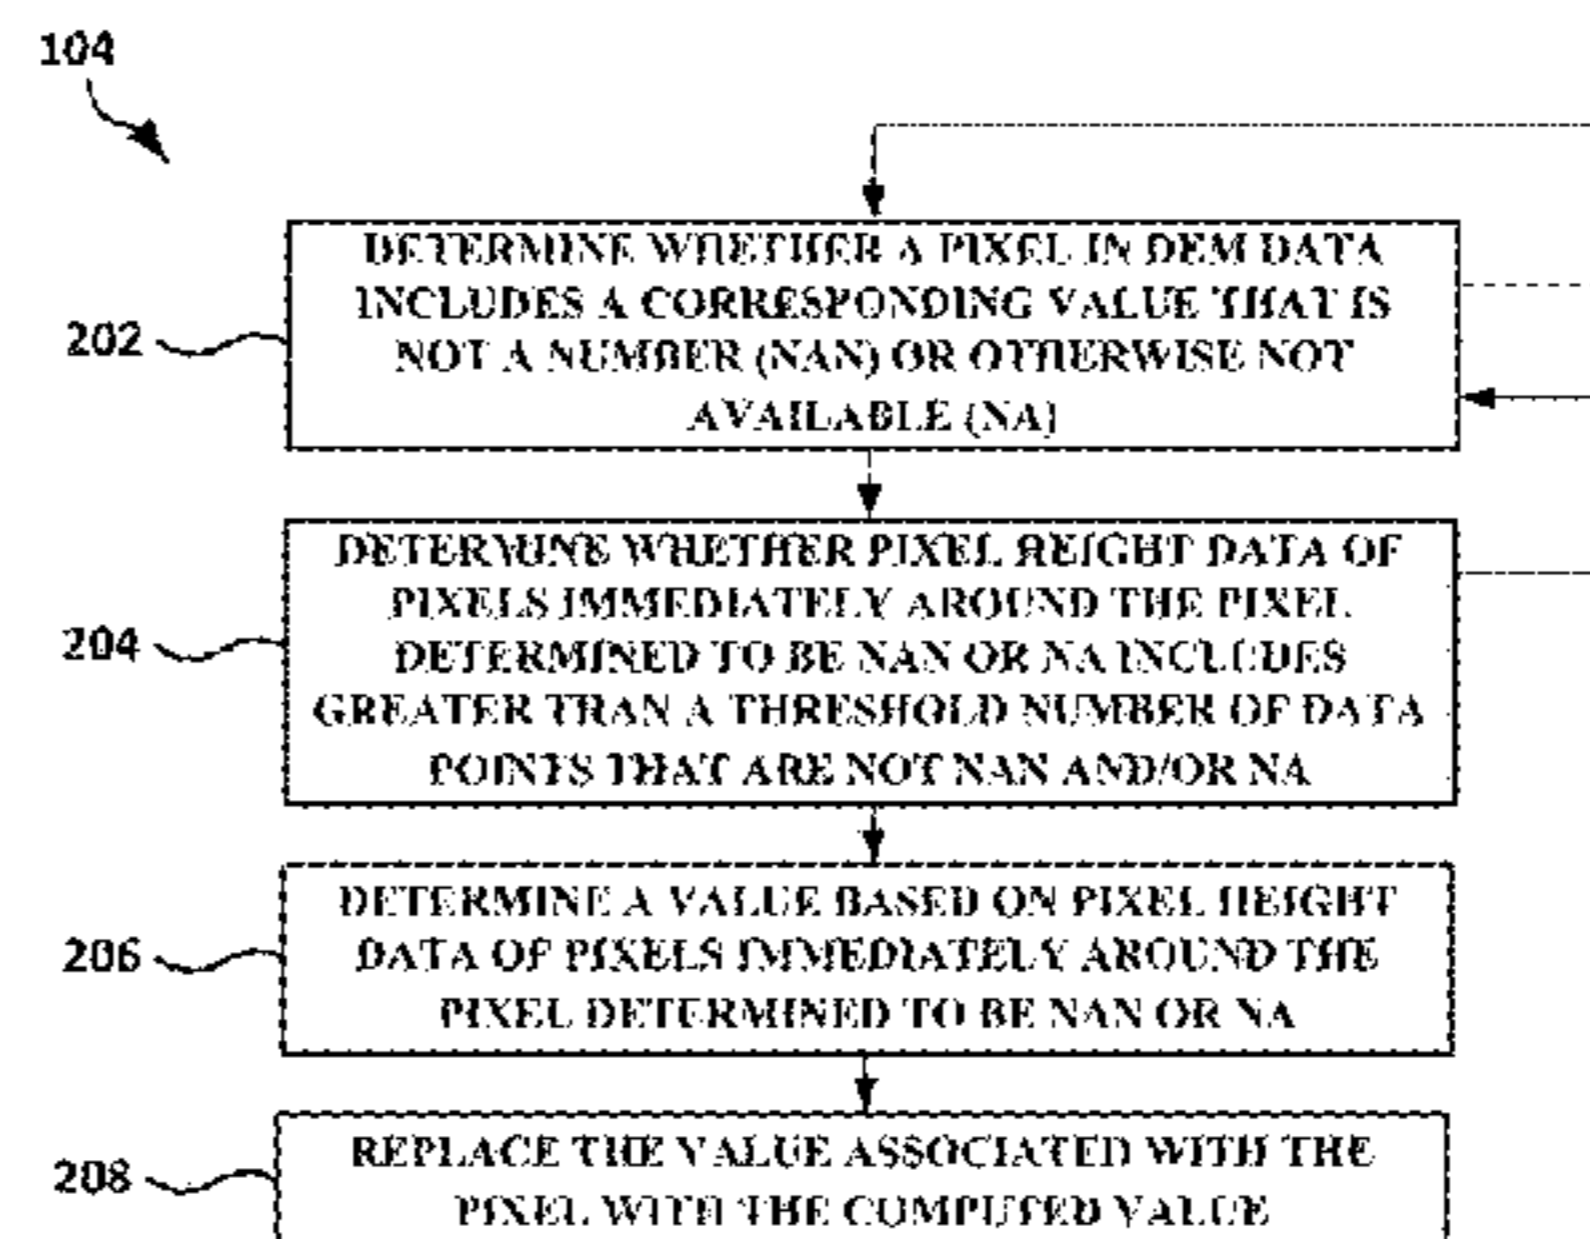 104
DETERMINE WHETHER A PIXEL IN DEM DATA
INCLUDES A CORRESPONDING VALUE THAT IS
202
NOT A NUMBER (NAN) OR OTHERWISE NOT
AVAILABLE (NA)
DETERMINE WHETHER PIXEL HEIGHT DATA OF
PIXELS IMMEDIATELY AROUND THE PIXEL
204
DETERMINED TO BE NAN OR NA INCLUDES
GREATER THAN A THRESHOLD NUMBER OF DATA
POINTS THAT ARE NOT NAN AND/OR NA
DETERMINE A VALUE BASED ON PIXEL HEIGHT
206
DATA OF PIXELS IMMEDIATELY AROUND THE
PIXEL DETERMINED TO BE NAN OR NA
208
REPLACE THE VALUE ASSOCIATED WITH THE
PIXEL WITH THE COMPUTED VALUE